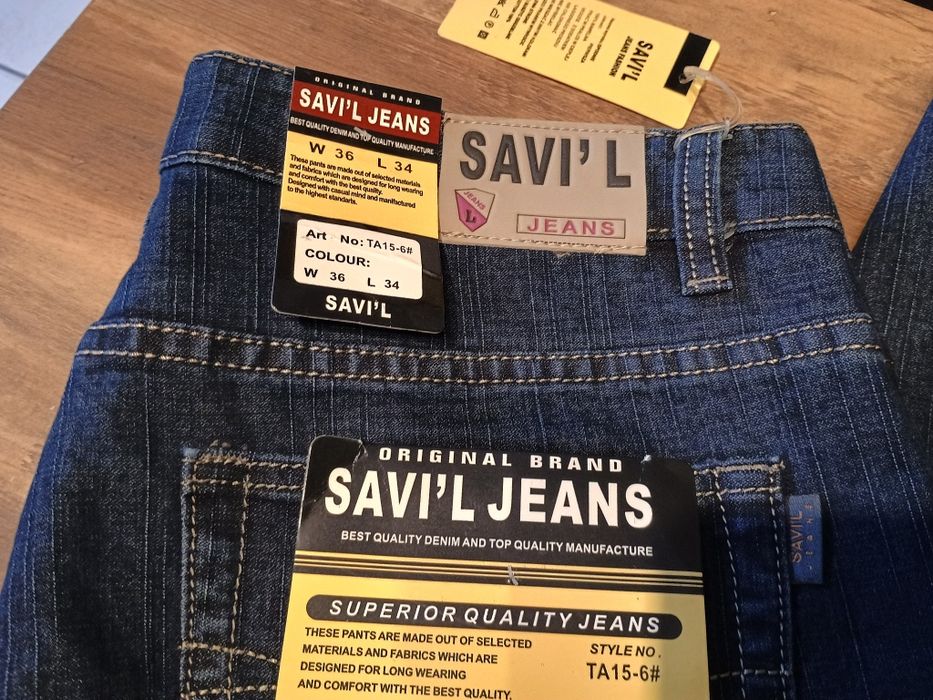 ORIGINAL BRAND
SAVI'L JEANS
BEST QUALITY DENIM AND TOP QUALITY MANUFACTURE
W 36 L 34
These pants are made out of selected materials
and fabrics which are designed for long wearing
and comfort with the best quality.
Designed with casual mind and manifactured
to the highest estandarts.
Art No: TA15-6#
COLOUR:
W 36 L 34
SAVI'L
SAVI'L
JEANS
L
JEANS
SAVI'L
JEANS FASHION
ORIGINAL BRAND
SAVI'L JEANS
BEST QUALITY DENIM AND TOP QUALITY MANUFACTURE
SUPERIOR QUALITY JEANS
THESE PANTS ARE MADE OUT OF SELECTED
MATERIALS AND FABRICS WHICH ARE
DESIGNED FOR LONG WEARING
AND COMFORT WITH THE BEST QUALITY.
STYLE NO.
TA15-6#
SAVI'L
JEANS